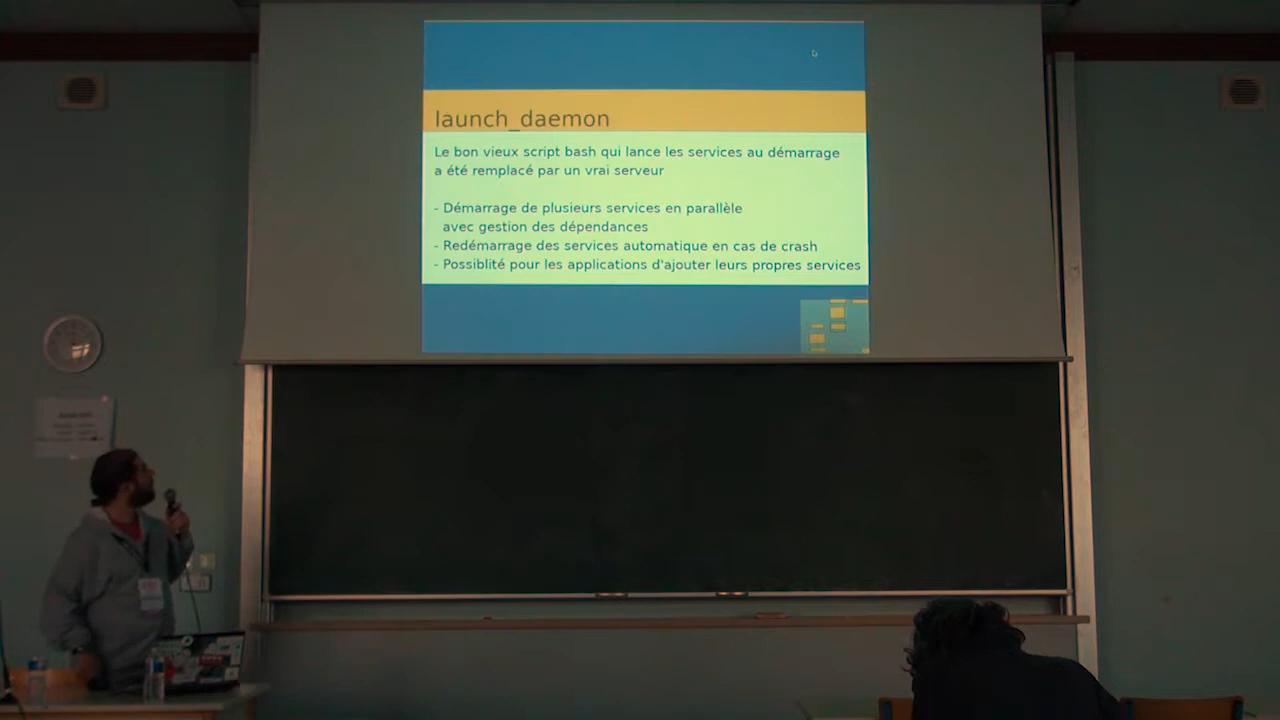 launch_daemon
Le bon vieux script bash qui lance les services au démarrage
a été remplacé par un vrai serveur
- Démarrage de plusieurs services en parallèle
avec gestion des dépendances
- Redémarrage des services automatique en cas de crash
- Possiblité pour les applications d'ajouter leurs propres services